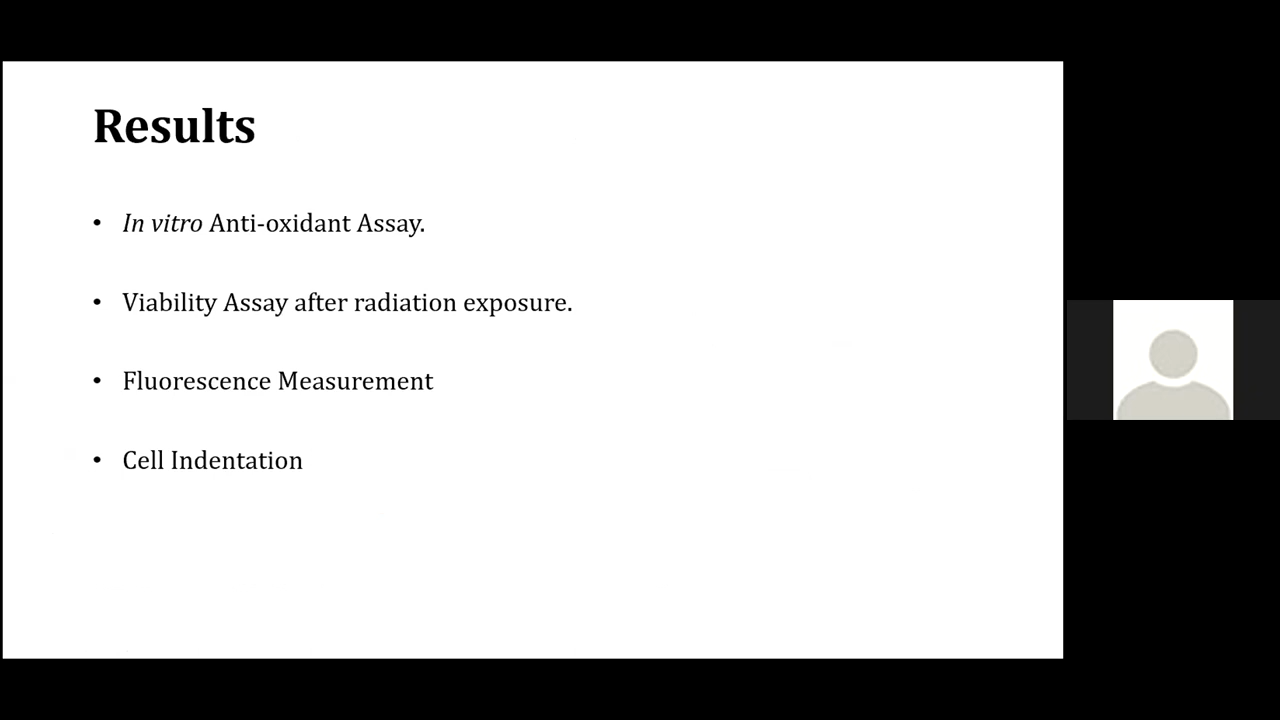 Results
• In vitro Anti-oxidant Assay.
• Viability Assay after radiation exposure.
• Fluorescence Measurement
• Cell Indentation